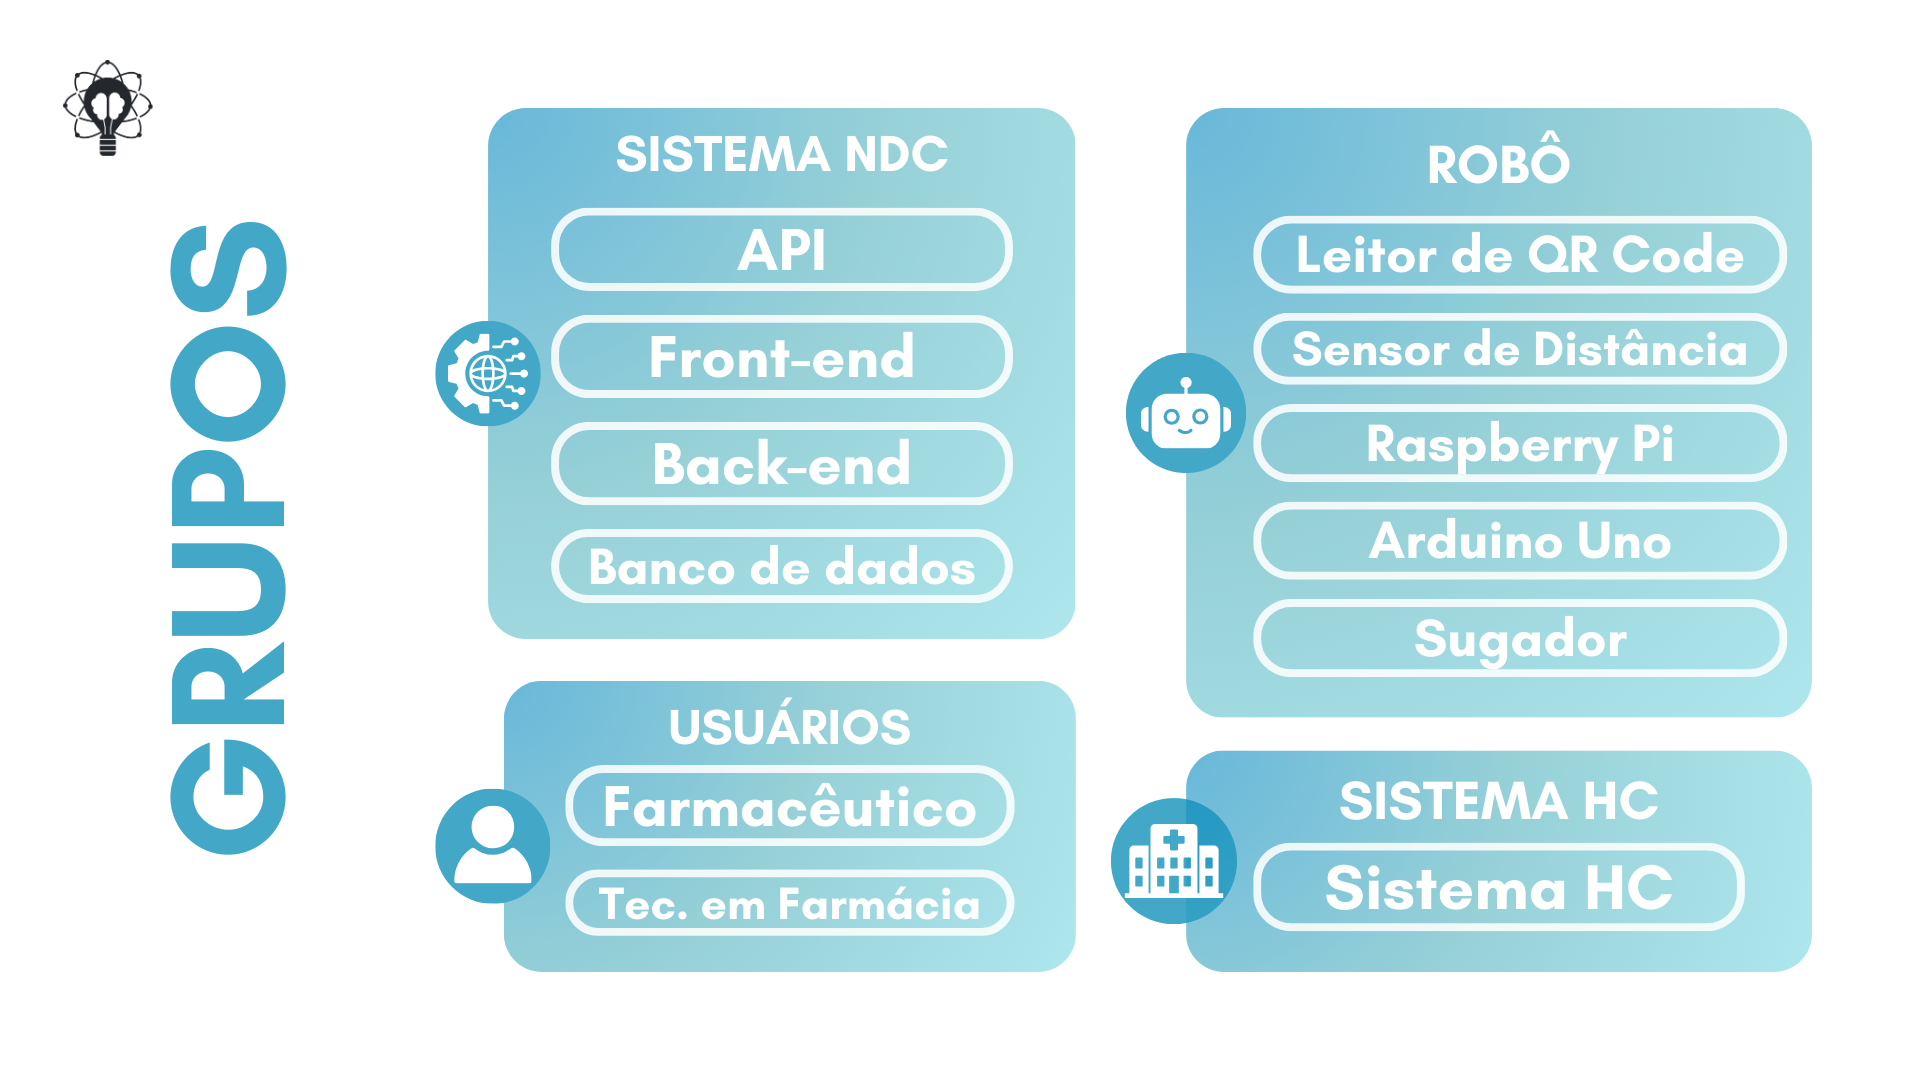 GRUPOS
SISTEMA NDC
API
Front-end
Back-end
Banco de dados
USUÁRIOS
Farmacêutico
Tec. em Farmácia
ROBÔ
Leitor de QR Code
Sensor de Distância
Raspberry Pi
Arduino Uno
Sugador
SISTEMA HC
Sistema HC